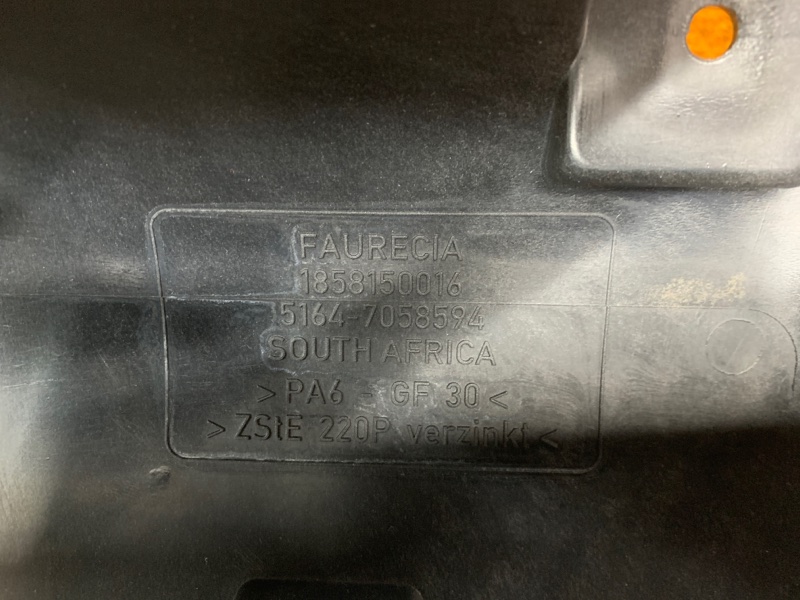 FAURECIA
1858150016
5164-7058594
SOUTH AFRICA
>PA6 - GF 30<
>ZStE 220P verzinkt<